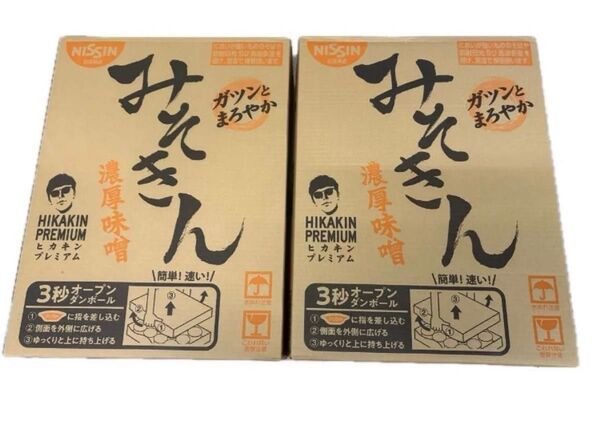 NISSIN
ガツンと
まろやか
みそきん
濃厚味噌
HIKAKIN
PREMIUM
ヒカキン
プレミアム
簡単!速い!
3秒オープン
ダンボール
①に指を差し込む
②側面を外側に広げる
③ゆっくりと上に持ち上げる
①
②
③
NISSIN
ガツンと
まろやか
みそきん
濃厚味噌
HIKAKIN
PREMIUM
ヒカキン
プレミアム
簡単!速い!
3秒オープン
ダンボール
①に指を差し込む
②側面を外側に広げる
③ゆっくりと上に持ち上げる
①
②
③